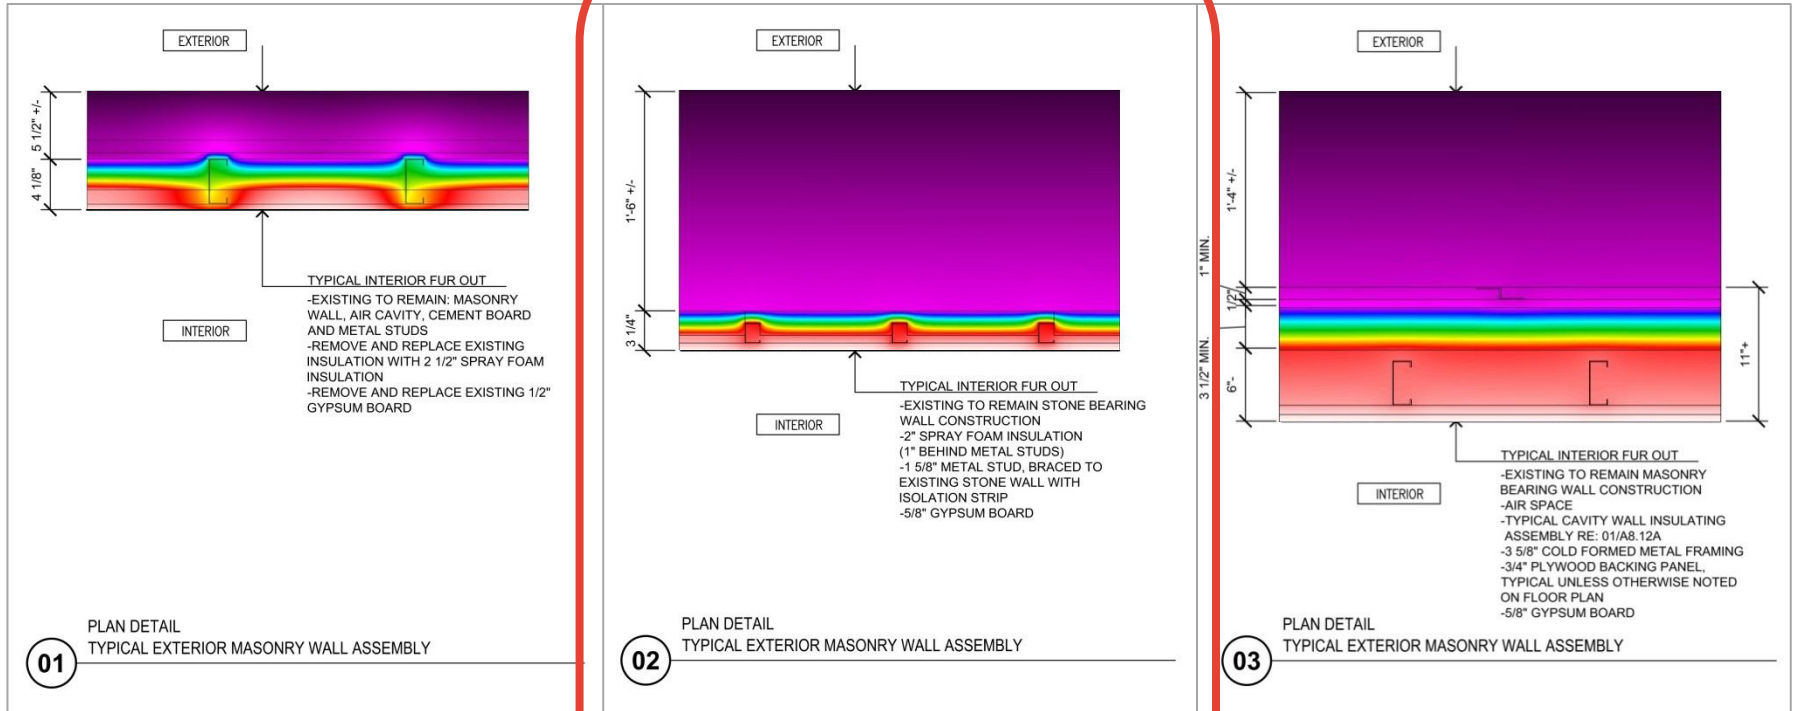 EXTERIOR
5 1/2" +/-
4 1/8"
TYPICAL INTERIOR FUR OUT
-EXISTING TO REMAIN: MASONRY
WALL, AIR CAVITY, CEMENT BOARD
AND METAL STUDS
-REMOVE AND REPLACE EXISTING
INSULATION WITH 2 1/2" SPRAY FOAM
INSULATION
-REMOVE AND REPLACE EXISTING 1/2"
GYPSUM BOARD
INTERIOR
PLAN DETAIL
TYPICAL EXTERIOR MASONRY WALL ASSEMBLY
01
EXTERIOR
1'-6" +/-
3 1/4"
TYPICAL INTERIOR FUR OUT
-EXISTING TO REMAIN STONE BEARING
WALL CONSTRUCTION
-2" SPRAY FOAM INSULATION
(1" BEHIND METAL STUDS)
-1 5/8" METAL STUD, BRACED TO
EXISTING STONE WALL WITH
ISOLATION STRIP
-5/8" GYPSUM BOARD
INTERIOR
PLAN DETAIL
TYPICAL EXTERIOR MASONRY WALL ASSEMBLY
02
EXTERIOR
1'-4" +/-
1" MIN.
1/2"
3 1/2" MIN.
6"-
11"+
TYPICAL INTERIOR FUR OUT
-EXISTING TO REMAIN MASONRY
BEARING WALL CONSTRUCTION
-AIR SPACE
-TYPICAL CAVITY WALL INSULATING
ASSEMBLY RE: 01/A8.12A
-3 5/8" COLD FORMED METAL FRAMING
-3/4" PLYWOOD BACKING PANEL,
TYPICAL UNLESS OTHERWISE NOTED
ON FLOOR PLAN
-5/8" GYPSUM BOARD
INTERIOR
PLAN DETAIL
TYPICAL EXTERIOR MASONRY WALL ASSEMBLY
03